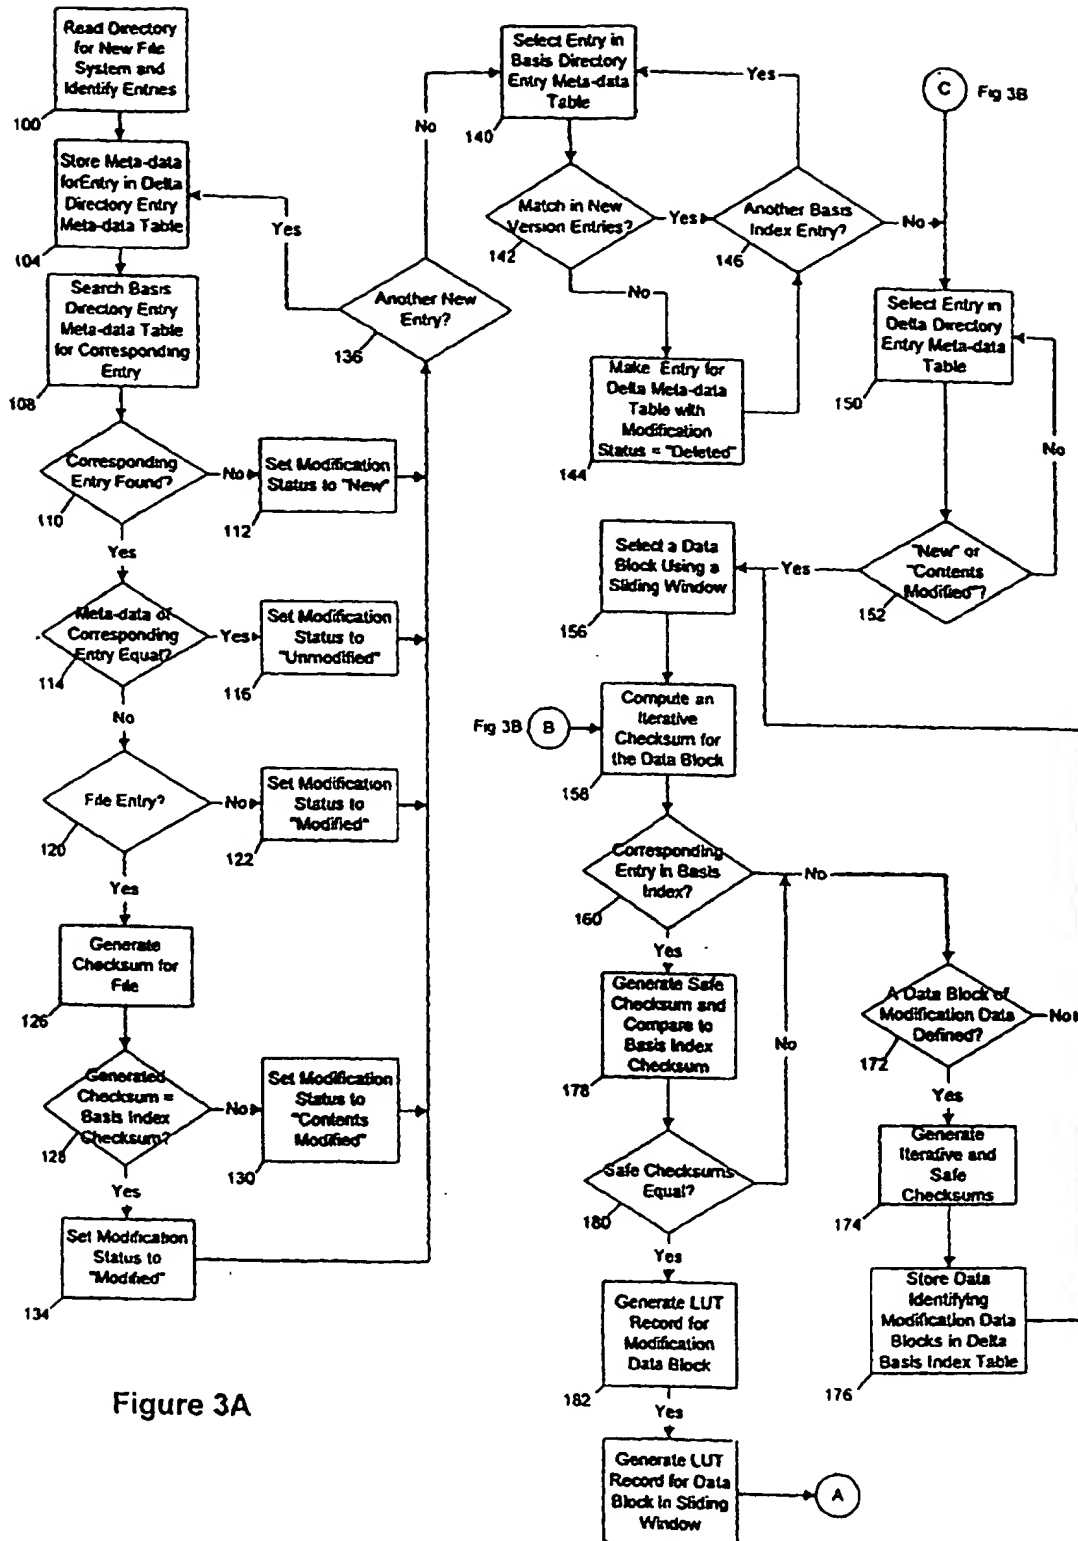 Read Directory
for New File
System and
Identify Entries
100
Store Meta-data
forEntry in Delta
Directory Entry
Meta-data Table
104
Search Basis
Directory Entry
Meta-data Table
for Corresponding
Entry
108
Corresponding
Entry Found?
110
No
Set Modification
Status to "New"
112
Yes
Meta-data of
Corresponding
Entry Equal?
114
Yes
Set Modification
Status to
"Unmodified"
116
No
File Entry?
120
No
Set Modification
Status to
"Modified"
122
Yes
Generate
Checksum for
File
126
Generated
Checksum =
Basis Index
Checksum?
128
No
Set Modification
Status to
"Contents
Modified"
130
Yes
Set Modification
Status to
"Modified"
134
Another New
Entry?
136
Yes
No
Select Entry in
Basis Directory
Entry Meta-data
Table
140
Match in New
Version Entries?
142
Yes
No
Make Entry for
Delta Meta-data
Table with
Modification
Status = "Deleted"
144
Another Basis
Index Entry?
146
Yes
No
C
Fig 3B
Select Entry in
Delta Directory
Entry Meta-data
Table
150
No
"New" or
"Contents
Modified"?
152
Yes
Select a Data
Block Using a
Sliding Window
156
Fig 3B
B
Compute an
Iterative
Checksum for
the Data Block
158
Corresponding
Entry in Basis
Index?
160
No
Yes
Generate Safe
Checksum and
Compare to
Basis Index
Checksum
178
No
Safe Checksums
Equal?
180
Yes
Generate LUT
Record for
Modification
Data Block
182
Yes
Generate LUT
Record for Data
Block in Sliding
Window
A
A Data Block of
Modification Data
Defined?
172
No
Yes
Generate
Iterative and
Safe
Checksums
174
Store Data
Identifying
Modification Data
Blocks in Delta
Basis Index Table
176
Figure 3A